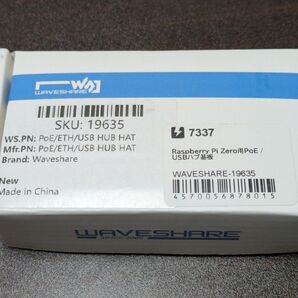 WAVESHARE
SKU: 19635
WS.PN: PoE/ETH/USB HUB HAT
Mfr.PN: PoE/ETH/USB HUB HAT
Brand: Waveshare
New
Made in China
7337
Raspberry Pi Zero用PoE /
USBハブ基板
WAVESHARE-19635
4570056878015
WAVESHARE